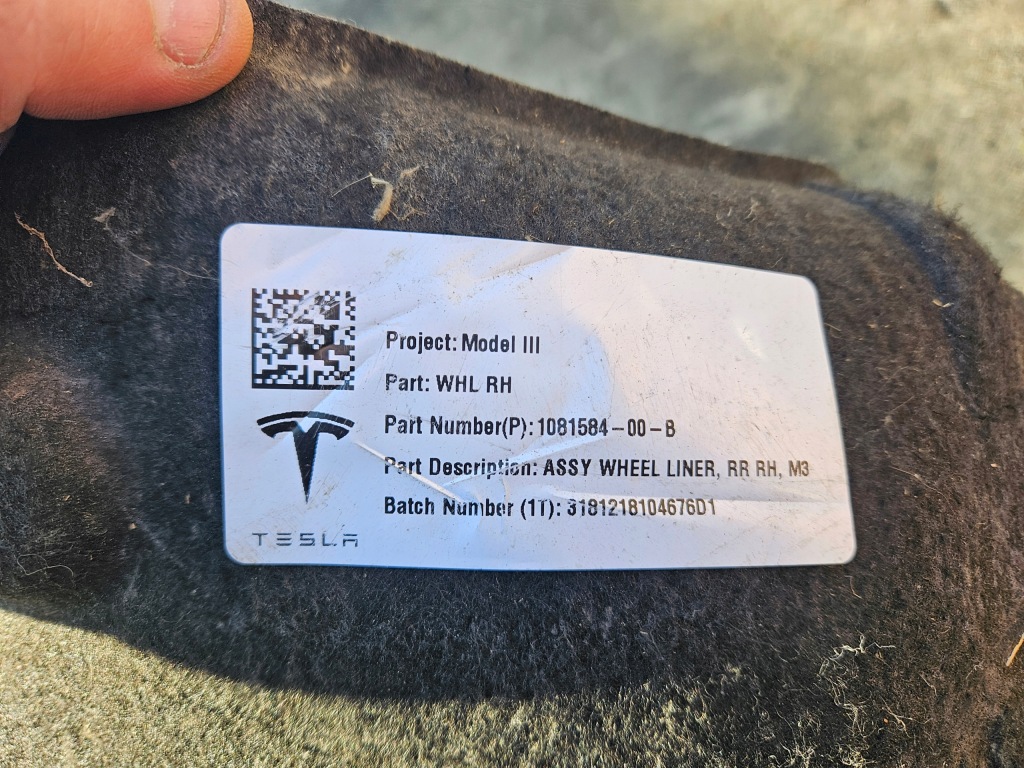 Project: Model III
Part: WHL RH
Part Number(P): 1081584-00-B
Part Description: ASSY WHEEL LINER, RR RH, M3
Batch Number (1T): 3181218104676D1
TESLA